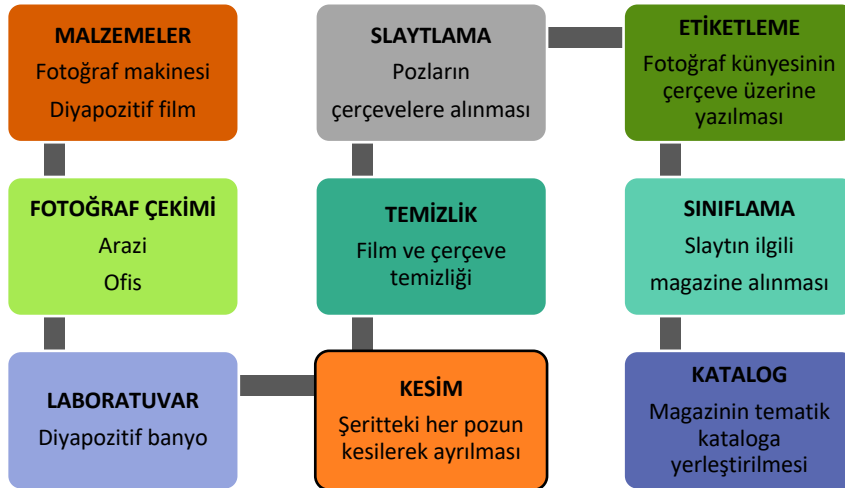 MALZEMELER
Fotoğraf makinesi
Diyapozitif film
FOTOĞRAF ÇEKİMİ
Arazi
Ofis
LABORATUVAR
Diyapozitif banyo
KESİM
Şeritteki her pozun
kesilerek ayrılması
TEMİZLİK
Film ve çerçeve
temizliği
SLAYTLAMA
Pozların
çerçevelere alınması
ETİKETLEME
Fotoğraf künyesinin
çerçeve üzerine
yazılması
SINIFLAMA
Slaytın ilgili
magazine alınması
KATALOG
Magazinin tematik
kataloga
yerleştirilmesi